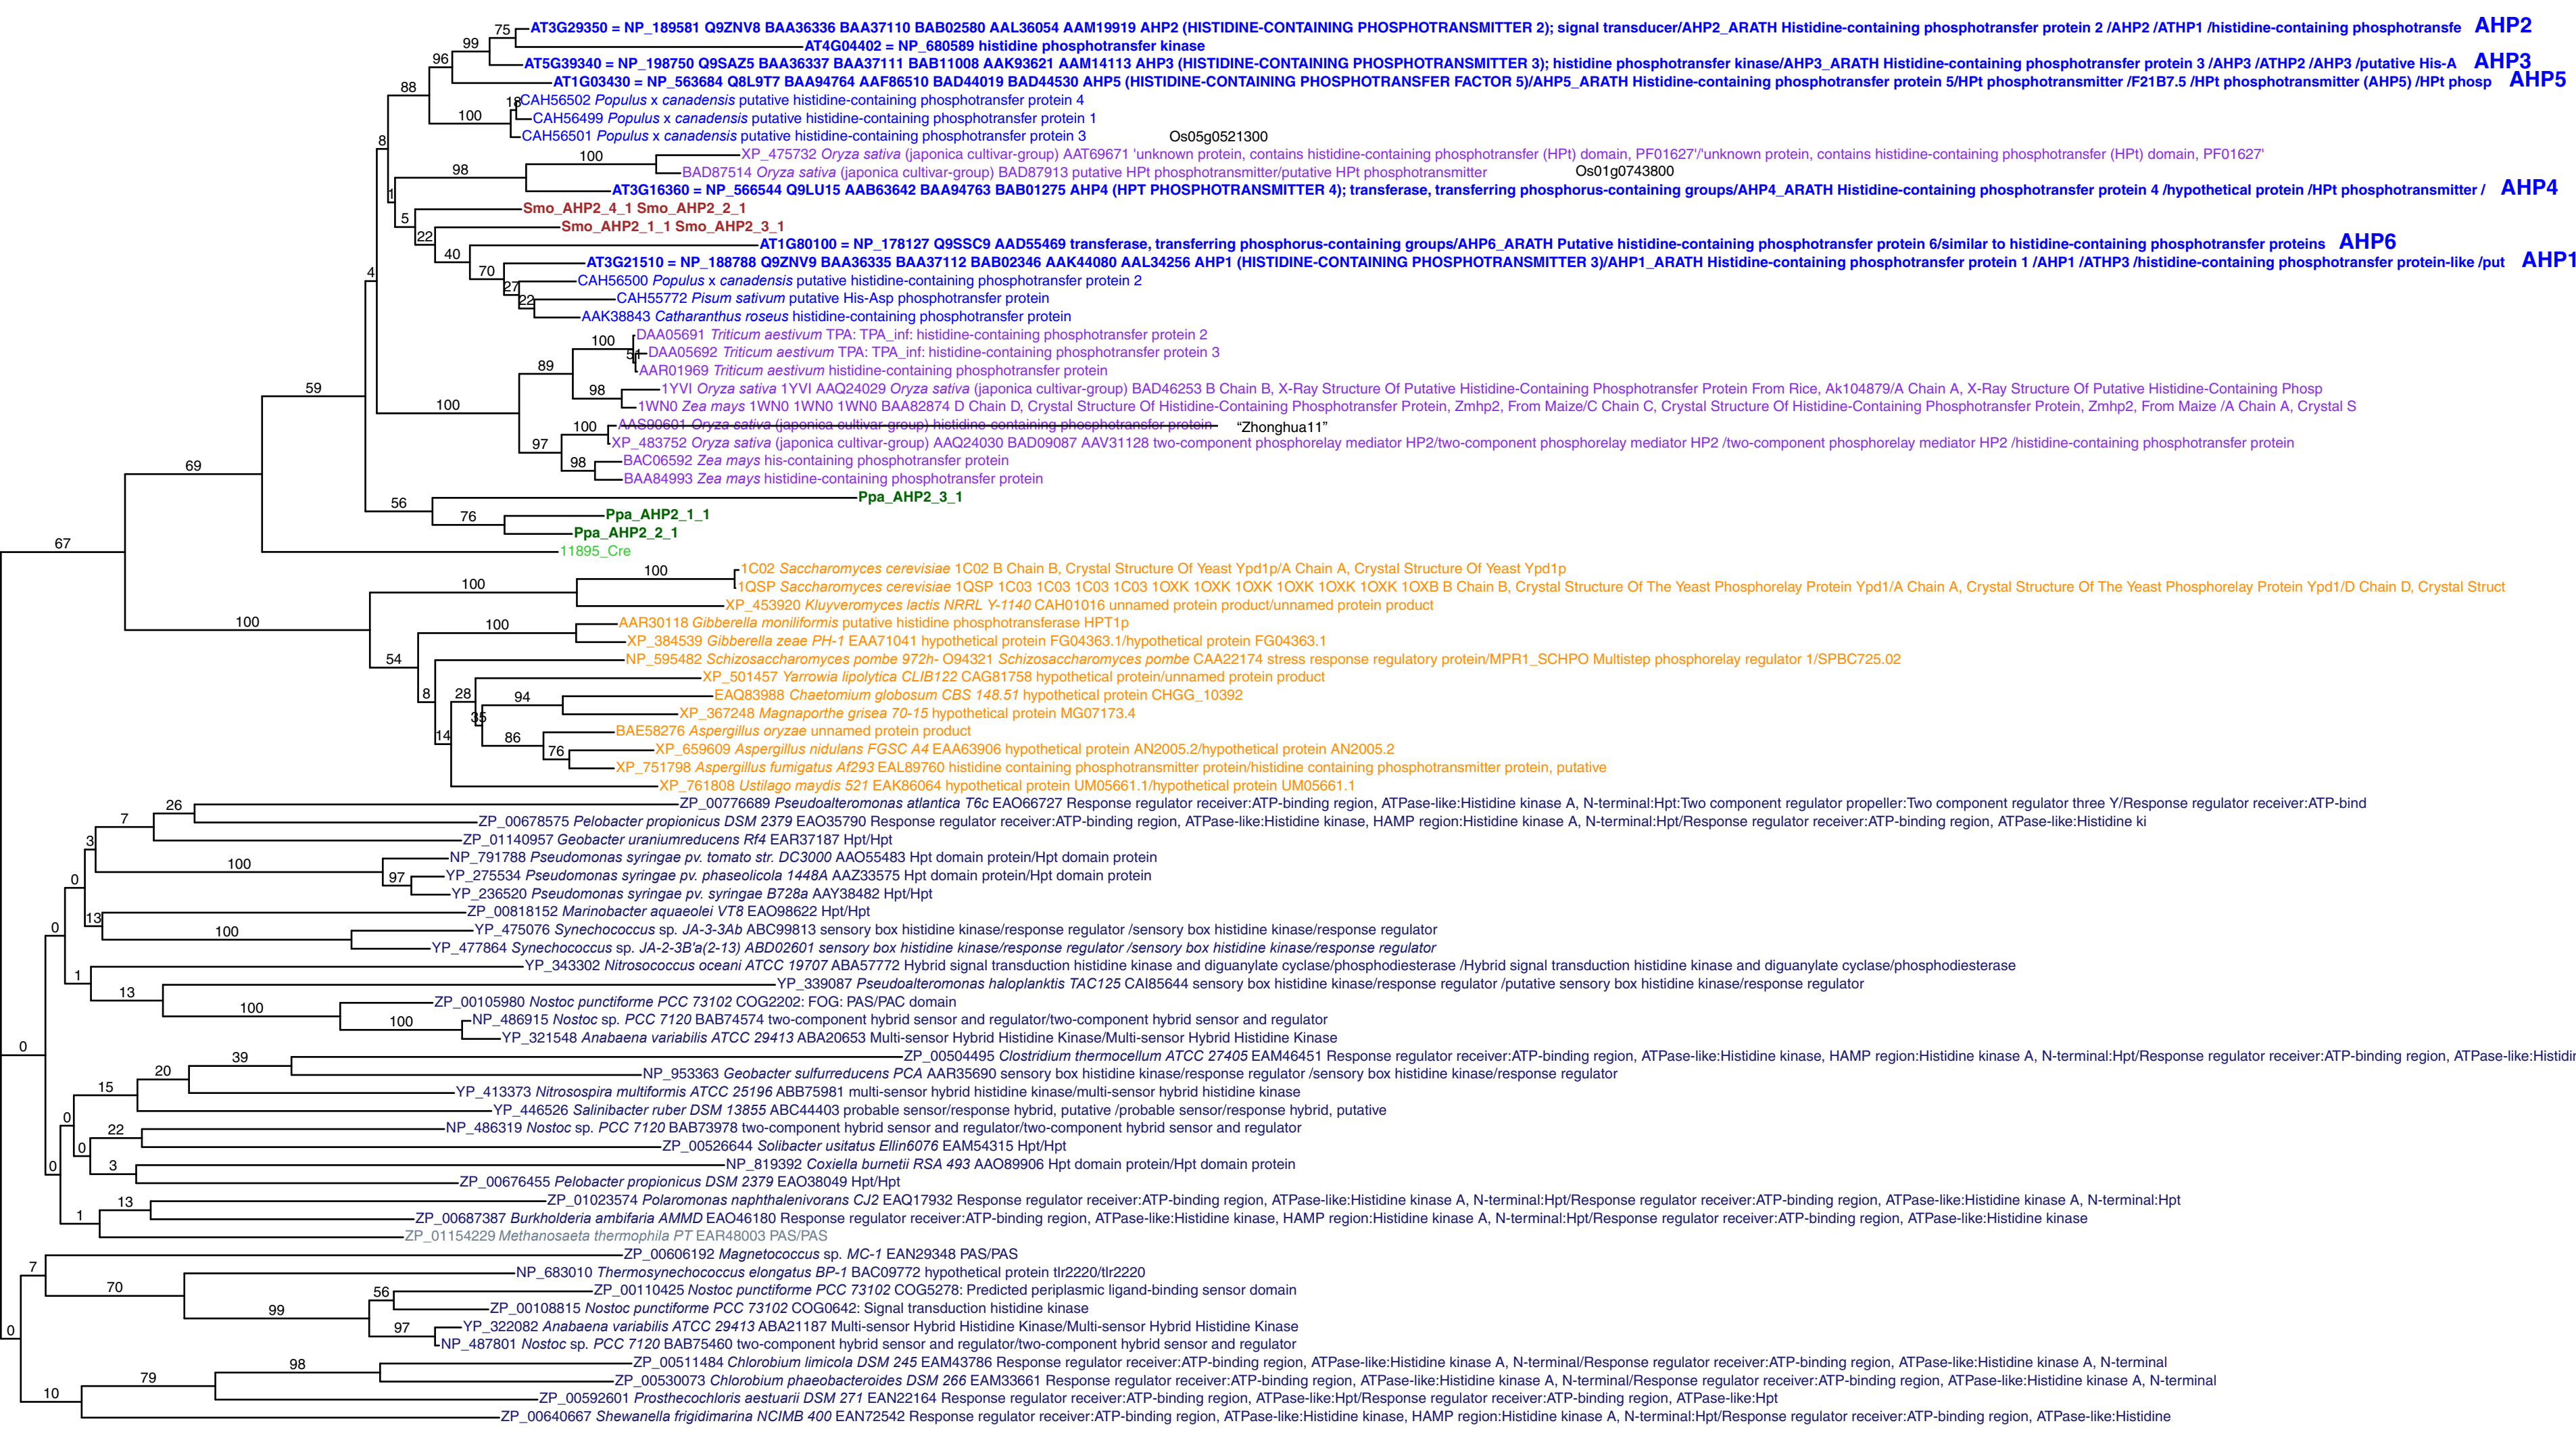 75 AT3G29350 = NP_189581 Q9ZNV8 BAA36336 BAA37110 BAB02580 AAL36054 AAM19919 AHP2 (HISTIDINE-CONTAINING PHOSPHOTRANSMITTER 2); signal transducer/AHP2_ARATH Histidine-containing phosphotransfer protein 2 /AHP2 /ATHP1 /histidine-containing phosphotransfe AHP2
99 AT4G04402 = NP_680589 histidine phosphotransfer kinase
96 AT5G39340 = NP_198750 Q9SAZ5 BAA36337 BAA37111 BAB11008 AAK93621 AAM14113 AHP3 (HISTIDINE-CONTAINING PHOSPHOTRANSMITTER 3); histidine phosphotransfer kinase/AHP3_ARATH Histidine-containing phosphotransfer protein 3 /AHP3 /ATHP2 /AHP3 /putative His-A AHP3
88 AT1G03430 = NP_563684 Q8L9T7 BAA94764 AAF86510 BAD44019 BAD44530 AHP5 (HISTIDINE-CONTAINING PHOSPHOTRANSFER FACTOR 5)/AHP5_ARATH Histidine-containing phosphotransfer protein 5/HPt phosphotransmitter /F21B7.5 /HPt phosphotransmitter (AHP5) /HPt phosp AHP5
CAH56502 Populus x canadensis putative histidine-containing phosphotransfer protein 4
100 CAH56499 Populus x canadensis putative histidine-containing phosphotransfer protein 1
8 CAH56501 Populus x canadensis putative histidine-containing phosphotransfer protein 3 Os05g0521300
100 XP_475732 Oryza sativa (japonica cultivar-group) AAT69671 'unknown protein, contains histidine-containing phosphotransfer (HPt) domain, PF01627'/'unknown protein, contains histidine-containing phosphotransfer (HPt) domain, PF01627'
98 BAD87514 Oryza sativa (japonica cultivar-group) BAD87913 putative HPt phosphotransmitter/putative HPt phosphotransmitter Os01g0743800
1 AT3G16360 = NP_566544 Q9LU15 AAB63642 BAA94763 BAB01275 AHP4 (HPT PHOSPHOTRANSMITTER 4); transferase, transferring phosphorus-containing groups/AHP4_ARATH Histidine-containing phosphotransfer protein 4 /hypothetical protein /HPt phosphotransmitter / AHP4
5 Smo_AHP2_4_1 Smo_AHP2_2_1
22 Smo_AHP2_1_1 Smo_AHP2_3_1
40 AT1G80100 = NP_178127 Q9SSC9 AAD55469 transferase, transferring phosphorus-containing groups/AHP6_ARATH Putative histidine-containing phosphotransfer protein 6/similar to histidine-containing phosphotransfer proteins AHP6
4 70 AT3G21510 = NP_188788 Q9ZNV9 BAA36335 BAA37112 BAB02346 AAK44080 AAL34256 AHP1 (HISTIDINE-CONTAINING PHOSPHOTRANSMITTER 3)/AHP1_ARATH Histidine-containing phosphotransfer protein 1 /AHP1 /ATHP3 /histidine-containing phosphotransfer protein-like /put AHP1
27 CAH56500 Populus x canadensis putative histidine-containing phosphotransfer protein 2
22 CAH55772 Pisum sativum putative His-Asp phosphotransfer protein
AAK38843 Catharanthus roseus histidine-containing phosphotransfer protein
100 DAA05691 Triticum aestivum TPA: TPA_inf: histidine-containing phosphotransfer protein 2
DAA05692 Triticum aestivum TPA: TPA_inf: histidine-containing phosphotransfer protein 3
89 AAR01969 Triticum aestivum histidine-containing phosphotransfer protein
59 98 1YVI Oryza sativa 1YVI AAQ24029 Oryza sativa (japonica cultivar-group) BAD46253 B Chain B, X-Ray Structure Of Putative Histidine-Containing Phosphotransfer Protein From Rice, Ak104879/A Chain A, X-Ray Structure Of Putative Histidine-Containing Phosp
100 1WN0 Zea mays 1WN0 1WN0 1WN0 BAA82874 D Chain D, Crystal Structure Of Histidine-Containing Phosphotransfer Protein, Zmhp2, From Maize/C Chain C, Crystal Structure Of Histidine-Containing Phosphotransfer Protein, Zmhp2, From Maize /A Chain A, Crystal S
100 AAS90601 Oryza sativa (japonica cultivar-group) histidine-containing phosphotransfer protein “Zhonghua11”
97 XP_483752 Oryza sativa (japonica cultivar-group) AAQ24030 BAD09087 AAV31128 two-component phosphorelay mediator HP2/two-component phosphorelay mediator HP2 /two-component phosphorelay mediator HP2 /histidine-containing phosphotransfer protein
69 98 BAC06592 Zea mays his-containing phosphotransfer protein
BAA84993 Zea mays histidine-containing phosphotransfer protein
56 Ppa_AHP2_3_1
76 Ppa_AHP2_1_1
Ppa_AHP2_2_1
67 11895_Cre
100 1C02 Saccharomyces cerevisiae 1C02 B Chain B, Crystal Structure Of Yeast Ypd1p/A Chain A, Crystal Structure Of Yeast Ypd1p
100 1QSP Saccharomyces cerevisiae 1QSP 1C03 1C03 1C03 1C03 1OXK 1OXK 1OXK 1OXK 1OXK 1OXK 1OXB B Chain B, Crystal Structure Of The Yeast Phosphorelay Protein Ypd1/A Chain A, Crystal Structure Of The Yeast Phosphorelay Protein Ypd1/D Chain D, Crystal Struct
XP_453920 Kluyveromyces lactis NRRL Y-1140 CAH01016 unnamed protein product/unnamed protein product
100 100 AAR30118 Gibberella moniliformis putative histidine phosphotransferase HPT1p
XP_384539 Gibberella zeae PH-1 EAA71041 hypothetical protein FG04363.1/hypothetical protein FG04363.1
54 NP_595482 Schizosaccharomyces pombe 972h- O94321 Schizosaccharomyces pombe CAA22174 stress response regulatory protein/MPR1_SCHPO Multistep phosphorelay regulator 1/SPBC725.02
XP_501457 Yarrowia lipolytica CLIB122 CAG81758 hypothetical protein/unnamed protein product
8 28 94 EAQ83988 Chaetomium globosum CBS 148.51 hypothetical protein CHGG_10392
35 XP_367248 Magnaporthe grisea 70-15 hypothetical protein MG07173.4
14 86 BAE58276 Aspergillus oryzae unnamed protein product
76 XP_659609 Aspergillus nidulans FGSC A4 EAA63906 hypothetical protein AN2005.2/hypothetical protein AN2005.2
XP_751798 Aspergillus fumigatus Af293 EAL89760 histidine containing phosphotransmitter protein/histidine containing phosphotransmitter protein, putative
XP_761808 Ustilago maydis 521 EAK86064 hypothetical protein UM05661.1/hypothetical protein UM05661.1
26 ZP_00776689 Pseudoalteromonas atlantica T6c EAO66727 Response regulator receiver:ATP-binding region, ATPase-like:Histidine kinase A, N-terminal:Hpt:Two component regulator propeller:Two component regulator three Y/Response regulator receiver:ATP-bind
7 ZP_00678575 Pelobacter propionicus DSM 2379 EAO35790 Response regulator receiver:ATP-binding region, ATPase-like:Histidine kinase, HAMP region:Histidine kinase A, N-terminal:Hpt/Response regulator receiver:ATP-binding region, ATPase-like:Histidine ki
3 ZP_01140957 Geobacter uraniumreducens Rf4 EAR37187 Hpt/Hpt
100 NP_791788 Pseudomonas syringae pv. tomato str. DC3000 AAO55483 Hpt domain protein/Hpt domain protein
0 97 YP_275534 Pseudomonas syringae pv. phaseolicola 1448A AAZ33575 Hpt domain protein/Hpt domain protein
YP_236520 Pseudomonas syringae pv. syringae B728a AAY38482 Hpt/Hpt
13 ZP_00818152 Marinobacter aquaeolei VT8 EAO98622 Hpt/Hpt
0 100 YP_475076 Synechococcus sp. JA-3-3Ab ABC99813 sensory box histidine kinase/response regulator /sensory box histidine kinase/response regulator
YP_477864 Synechococcus sp. JA-2-3B'a(2-13) ABD02601 sensory box histidine kinase/response regulator /sensory box histidine kinase/response regulator
1 YP_343302 Nitrosococcus oceani ATCC 19707 ABA57772 Hybrid signal transduction histidine kinase and diguanylate cyclase/phosphodiesterase /Hybrid signal transduction histidine kinase and diguanylate cyclase/phosphodiesterase
13 YP_339087 Pseudoalteromonas haloplanktis TAC125 CAI85644 sensory box histidine kinase/response regulator /putative sensory box histidine kinase/response regulator
100 ZP_00105980 Nostoc punctiforme PCC 73102 COG2202: FOG: PAS/PAC domain
100 NP_486915 Nostoc sp. PCC 7120 BAB74574 two-component hybrid sensor and regulator/two-component hybrid sensor and regulator
YP_321548 Anabaena variabilis ATCC 29413 ABA20653 Multi-sensor Hybrid Histidine Kinase/Multi-sensor Hybrid Histidine Kinase
0 39 ZP_00504495 Clostridium thermocellum ATCC 27405 EAM46451 Response regulator receiver:ATP-binding region, ATPase-like:Histidine kinase, HAMP region:Histidine kinase A, N-terminal:Hpt/Response regulator receiver:ATP-binding region, ATPase-like:Histidin
20 NP_953363 Geobacter sulfurreducens PCA AAR35690 sensory box histidine kinase/response regulator /sensory box histidine kinase/response regulator
15 YP_413373 Nitrosospira multiformis ATCC 25196 ABB75981 multi-sensor hybrid histidine kinase/multi-sensor hybrid histidine kinase
0 YP_446526 Salinibacter ruber DSM 13855 ABC44403 probable sensor/response hybrid, putative /probable sensor/response hybrid, putative
22 NP_486319 Nostoc sp. PCC 7120 BAB73978 two-component hybrid sensor and regulator/two-component hybrid sensor and regulator
0 ZP_00526644 Solibacter usitatus Ellin6076 EAM54315 Hpt/Hpt
0 3 NP_819392 Coxiella burnetii RSA 493 AAO89906 Hpt domain protein/Hpt domain protein
ZP_00676455 Pelobacter propionicus DSM 2379 EAO38049 Hpt/Hpt
13 ZP_01023574 Polaromonas naphthalenivorans CJ2 EAQ17932 Response regulator receiver:ATP-binding region, ATPase-like:Histidine kinase A, N-terminal:Hpt/Response regulator receiver:ATP-binding region, ATPase-like:Histidine kinase A, N-terminal:Hpt
1 ZP_00687387 Burkholderia ambifaria AMMD EAO46180 Response regulator receiver:ATP-binding region, ATPase-like:Histidine kinase, HAMP region:Histidine kinase A, N-terminal:Hpt/Response regulator receiver:ATP-binding region, ATPase-like:Histidine kinase
ZP_01154229 Methanosaeta thermophila PT EAR48003 PAS/PAS
7 ZP_00606192 Magnetococcus sp. MC-1 EAN29348 PAS/PAS
70 NP_683010 Thermosynechococcus elongatus BP-1 BAC09772 hypothetical protein tlr2220/tlr2220
56 ZP_00110425 Nostoc punctiforme PCC 73102 COG5278: Predicted periplasmic ligand-binding sensor domain
99 ZP_00108815 Nostoc punctiforme PCC 73102 COG0642: Signal transduction histidine kinase
0 97 YP_322082 Anabaena variabilis ATCC 29413 ABA21187 Multi-sensor Hybrid Histidine Kinase/Multi-sensor Hybrid Histidine Kinase
NP_487801 Nostoc sp. PCC 7120 BAB75460 two-component hybrid sensor and regulator/two-component hybrid sensor and regulator
98 ZP_00511484 Chlorobium limicola DSM 245 EAM43786 Response regulator receiver:ATP-binding region, ATPase-like:Histidine kinase A, N-terminal/Response regulator receiver:ATP-binding region, ATPase-like:Histidine kinase A, N-terminal
79 ZP_00530073 Chlorobium phaeobacteroides DSM 266 EAM33661 Response regulator receiver:ATP-binding region, ATPase-like:Histidine kinase A, N-terminal/Response regulator receiver:ATP-binding region, ATPase-like:Histidine kinase A, N-terminal
10 ZP_00592601 Prosthecochloris aestuarii DSM 271 EAN22164 Response regulator receiver:ATP-binding region, ATPase-like:Hpt/Response regulator receiver:ATP-binding region, ATPase-like:Hpt
ZP_00640667 Shewanella frigidimarina NCIMB 400 EAN72542 Response regulator receiver:ATP-binding region, ATPase-like:Histidine kinase, HAMP region:Histidine kinase A, N-terminal:Hpt/Response regulator receiver:ATP-binding region, ATPase-like:Histidine